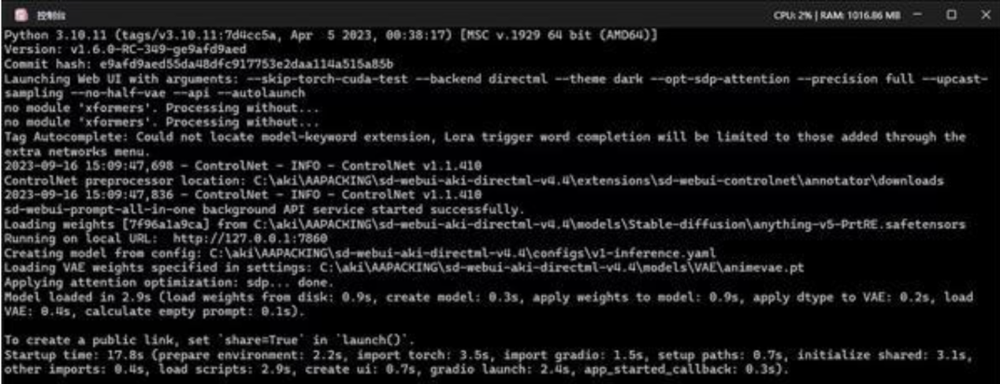 控制台
CPU: 2% | RAM: 1016.86 MB
Python 3.10.11 (tags/v3.10.11:7d4cc5a, Apr  5 2023, 00:38:17) [MSC v.1929 64 bit (AMD64)]
Version: v1.6.0-RC-349-ge9afd9aed
Commit hash: e9afd9aed55da48dfc917753e2daa114a515a85b
Launching Web UI with arguments: --skip-torch-cuda-test --backend directml --theme dark --opt-sdp-attention --precision full --upcast-
sampling --no-half-vae --api --autolaunch
no module 'xformers'. Processing without...
no module 'xformers'. Processing without...
Tag Autocomplete: Could not locate model-keyword extension, Lora trigger word completion will be limited to those added through the
extra networks menu.
2023-09-16 15:09:47,698 - ControlNet - INFO - ControlNet v1.1.410
ControlNet preprocessor location: C:\aki\AAPACKING\sd-webui-aki-directml-v4.4\extensions\sd-webui-controlnet\annotator\downloads
2023-09-16 15:09:47,836 - ControlNet - INFO - ControlNet v1.1.410
sd-webui-prompt-all-in-one background API service started successfully.
Loading weights [7f96a1a9ca] from C:\aki\AAPACKING\sd-webui-aki-directml-v4.4\models\Stable-diffusion\anything-v5-PrtRE.safetensors
Running on local URL:  http://127.0.0.1:7860
Creating model from config: C:\aki\AAPACKING\sd-webui-aki-directml-v4.4\configs\v1-inference.yaml
Loading VAE weights specified in settings: C:\aki\AAPACKING\sd-webui-aki-directml-v4.4\models\VAE\animevae.pt
Applying attention optimization: sdp... done.
Model loaded in 2.9s (load weights from disk: 0.9s, create model: 0.3s, apply weights to model: 0.9s, apply dtype to VAE: 0.2s, load
VAE: 0.4s, calculate empty prompt: 0.1s).
To create a public link, set `share=True` in `launch()`.
Startup time: 17.8s (prepare environment: 2.2s, import torch: 3.5s, import gradio: 1.5s, setup paths: 0.7s, initialize shared: 3.1s,
other imports: 0.4s, load scripts: 2.9s, create ui: 0.7s, gradio launch: 2.4s, app_started_callback: 0.3s).